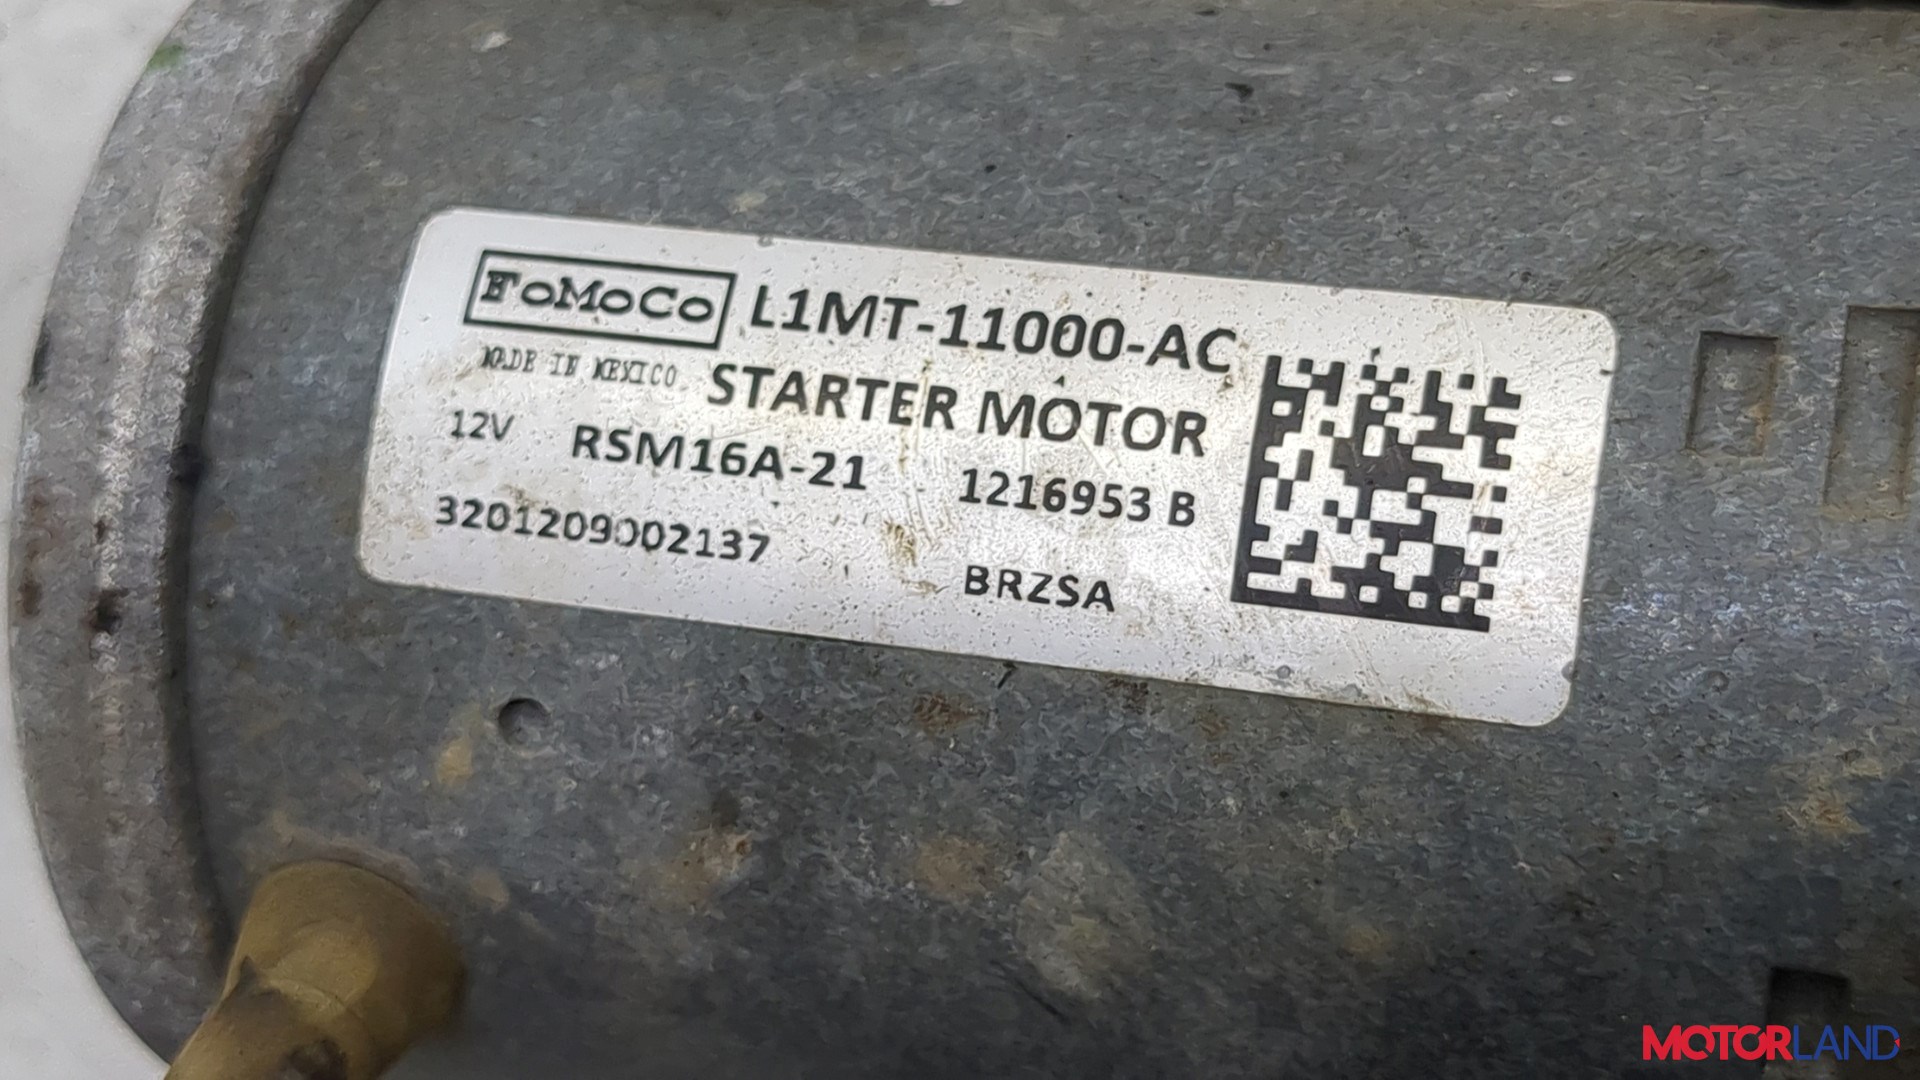 FoMoCo L1MT-11000-AC
MADE IN MEXICO STARTER MOTOR
12V RSM16A-21 1216953 B
3201209002137 BRZSA
MOTORLAND